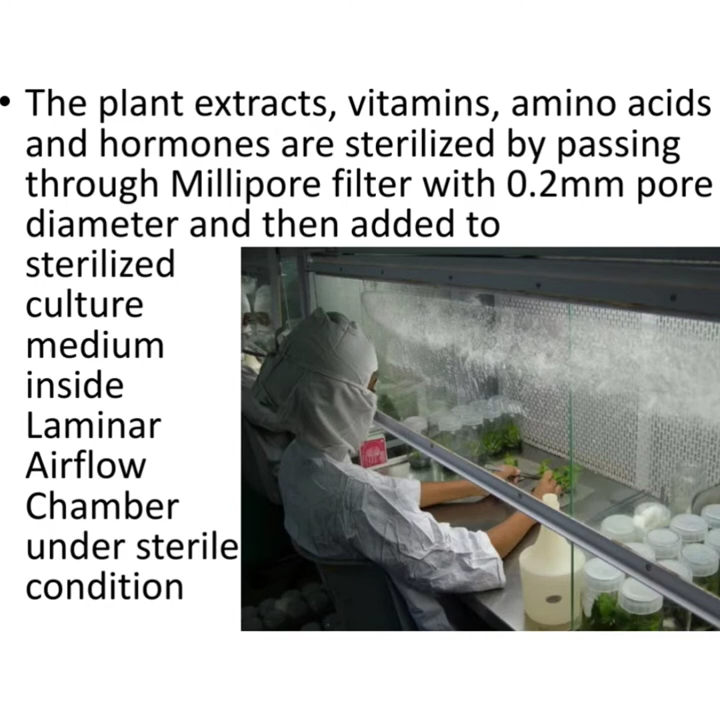 • The plant extracts, vitamins, amino acids
and hormones are sterilized by passing
through Millipore filter with 0.2mm pore
diameter and then added to
sterilized
culture
medium
inside
Laminar
Airflow
Chamber
under sterile
condition